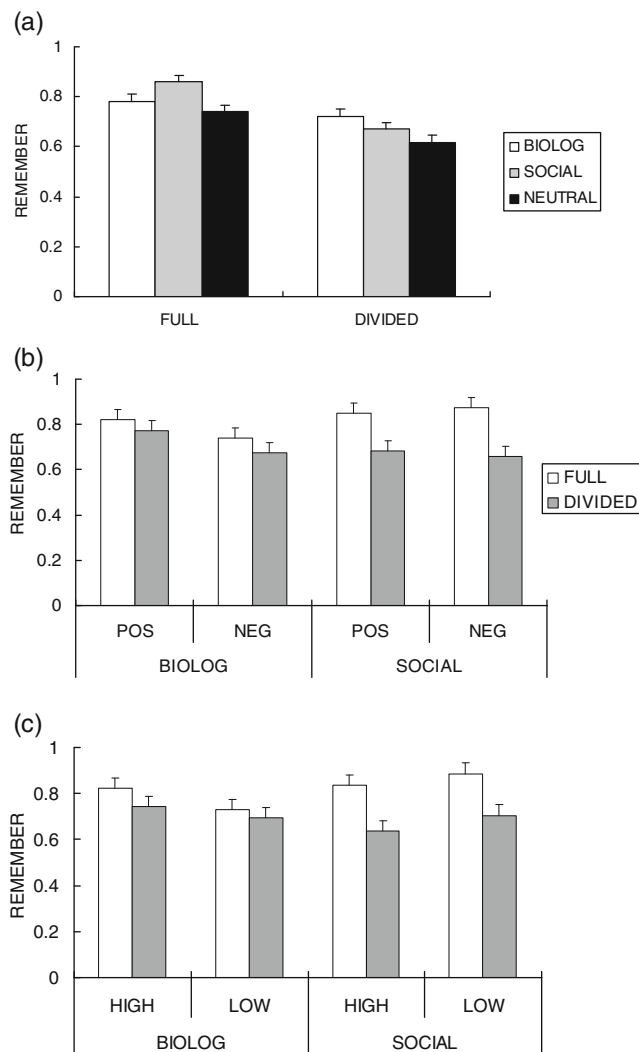 (a)
1
0.8
0.6
0.4
0.2
0
REMEMBER
FULL DIVIDED
BIOLOG
SOCIAL
NEUTRAL
(b)
1
0.8
0.6
0.4
0.2
0
REMEMBER
POS NEG POS NEG
BIOLOG SOCIAL
FULL
DIVIDED
(c)
1
0.8
0.6
0.4
0.2
0
REMEMBER
HIGH LOW HIGH LOW
BIOLOG SOCIAL